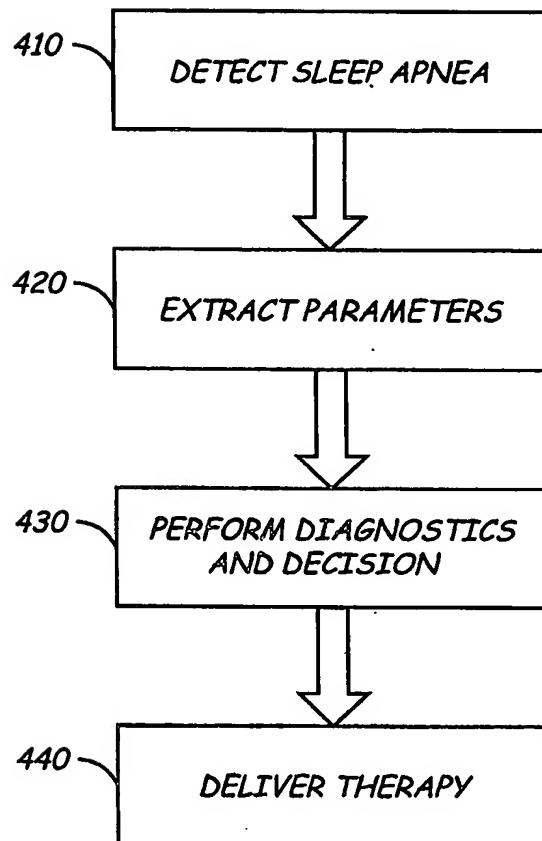 410
DETECT SLEEP APNEA
420
EXTRACT PARAMETERS
430
PERFORM DIAGNOSTICS
AND DECISION
440
DELIVER THERAPY